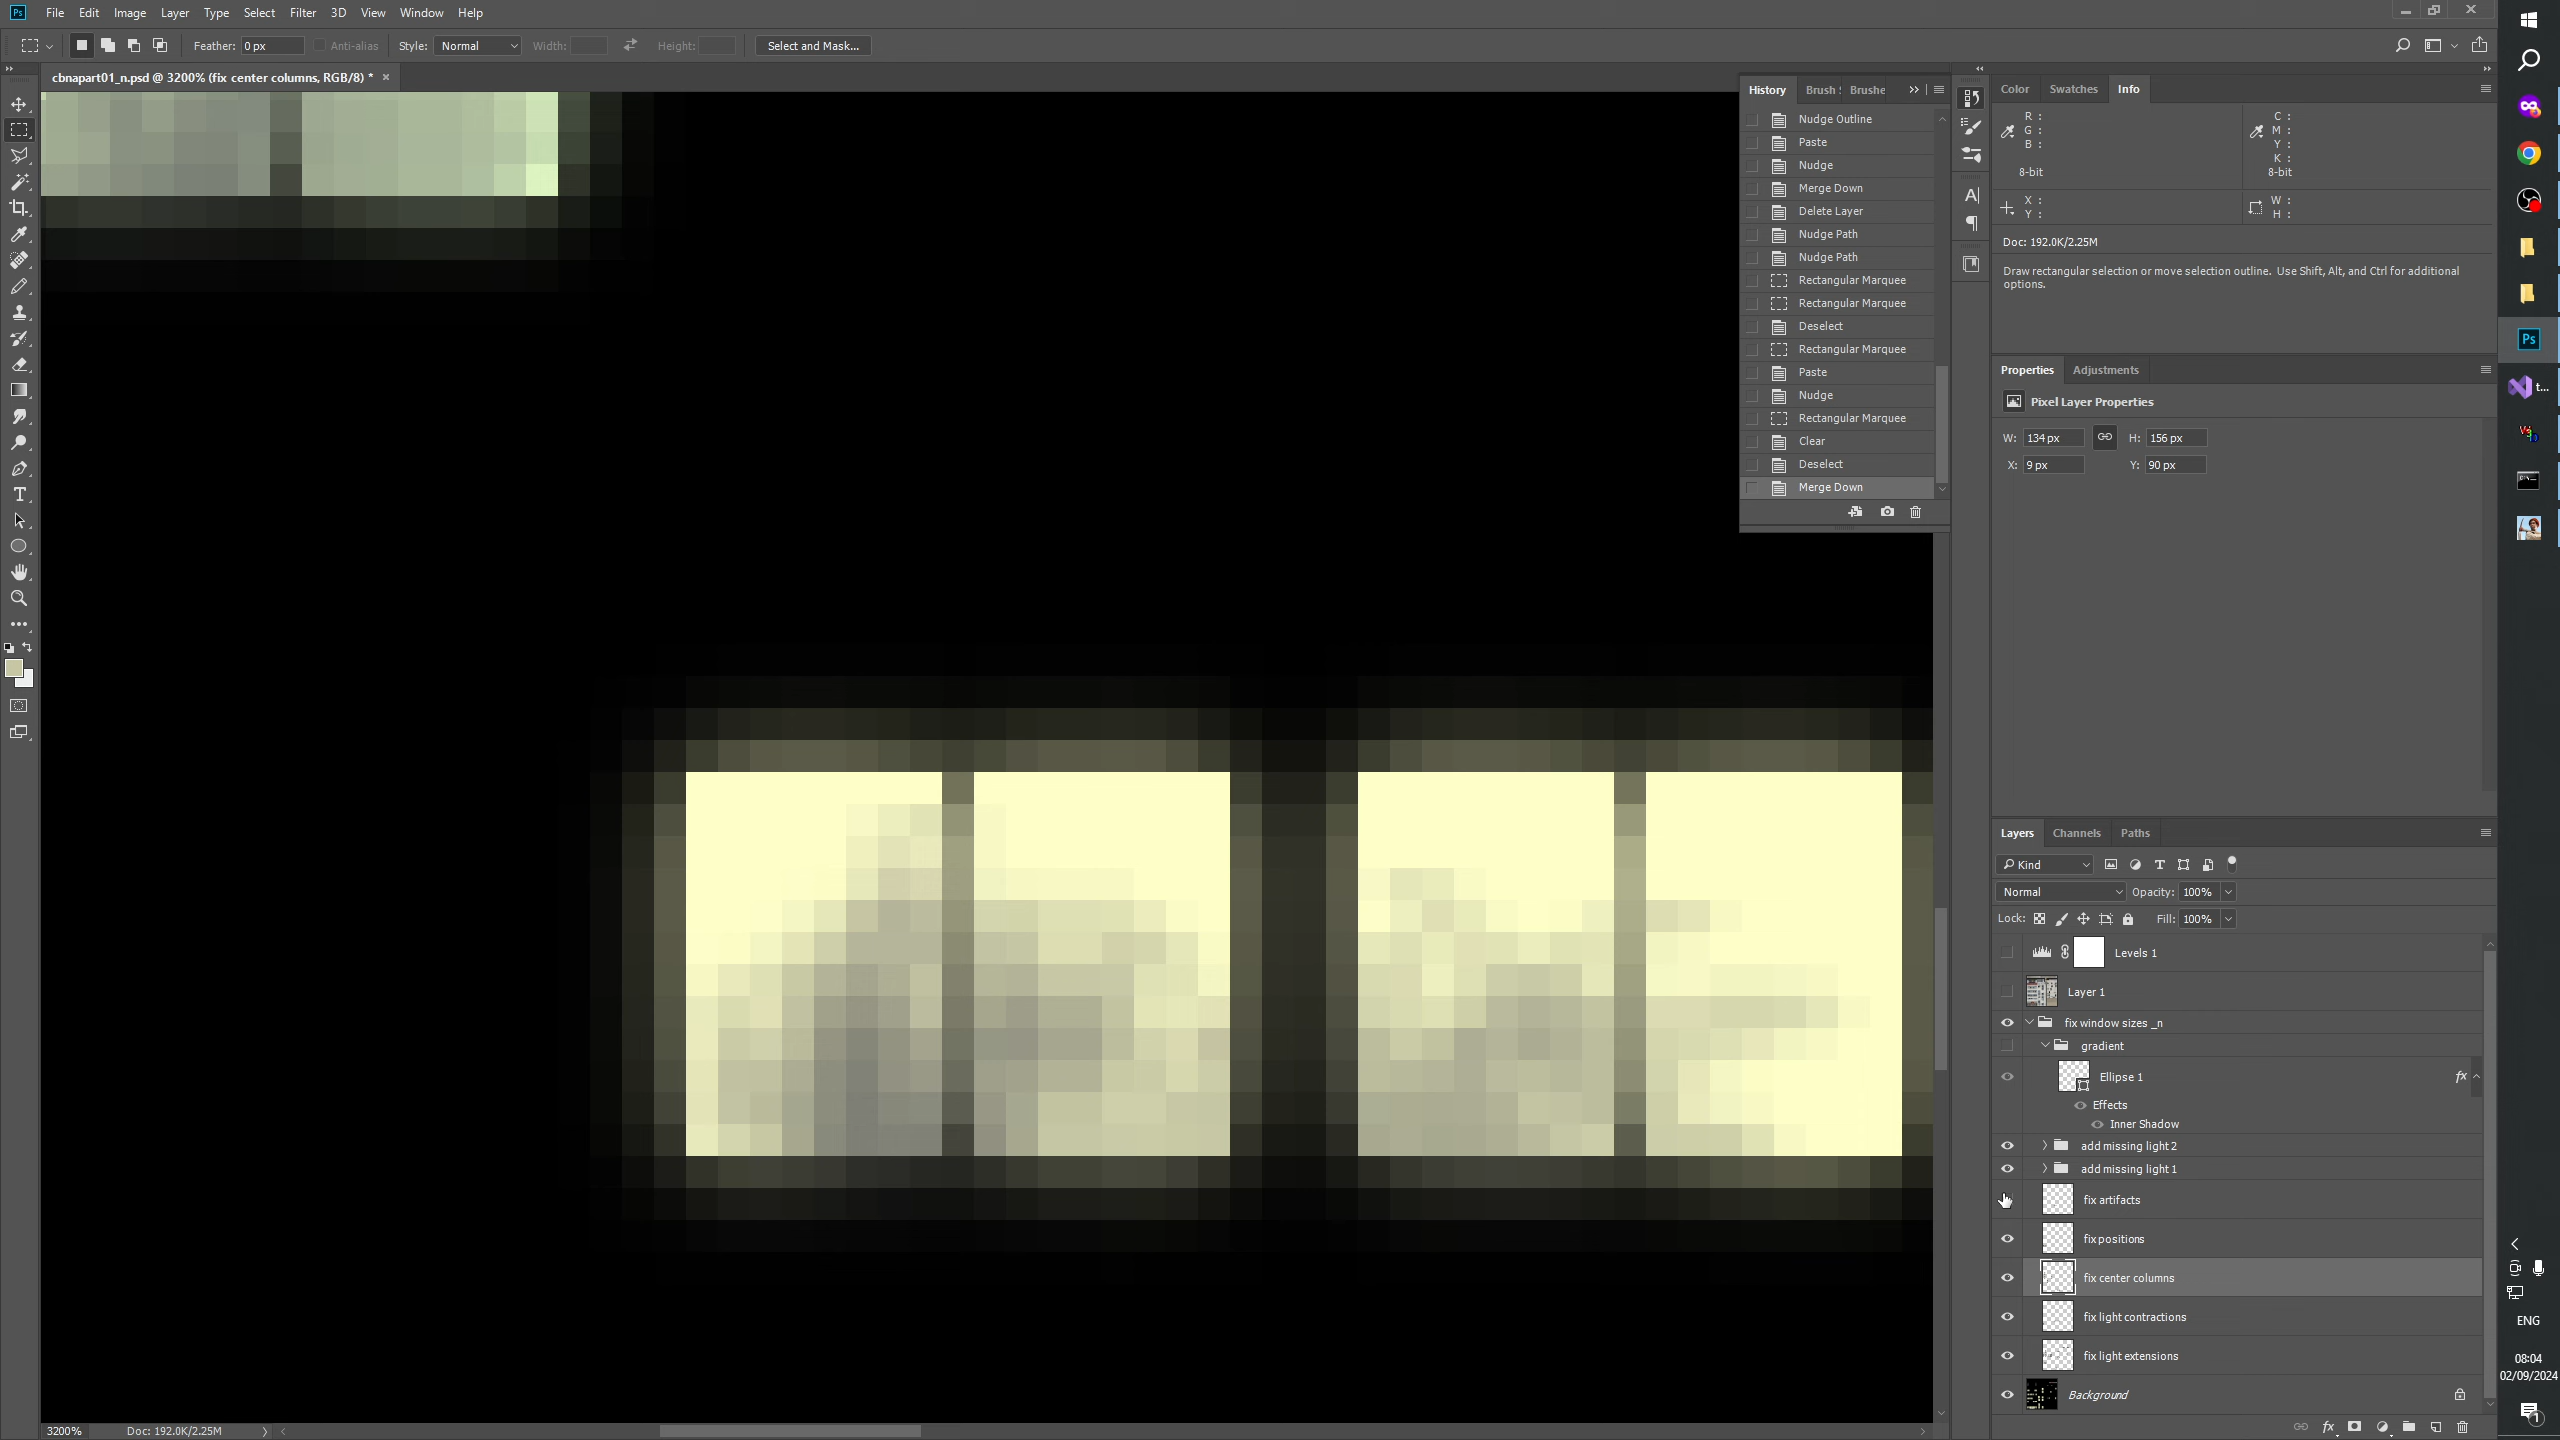 Ps File Edit Image Layer Type Select Filter 3D View Window Help
Feather: 0 px Anti-alias Style: Normal Width: Height: Select and Mask...
cbnapart01_n.psd @ 3200% (fix center columns, RGB/8) *
History Brush Brushe
Nudge Outline
Paste
Nudge
Merge Down
Delete Layer
Nudge Path
Nudge Path
Rectangular Marquee
Rectangular Marquee
Deselect
Rectangular Marquee
Paste
Nudge
Rectangular Marquee
Clear
Deselect
Merge Down
Color Swatches Info
R : C :
G : M :
B : Y :
K :
8-bit 8-bit
X : W :
Y : H :
Doc: 192.0K/2.25M
Draw rectangular selection or move selection outline. Use Shift, Alt, and Ctrl for additional
options.
Properties Adjustments
Pixel Layer Properties
W: 134 px H: 156 px
X: 9 px Y: 90 px
Layers Channels Paths
Kind
Normal Opacity: 100%
Lock: Fill: 100%
Levels 1
Layer 1
fix window sizes _n
gradient
Ellipse 1 fx
Effects
Inner Shadow
add missing light 2
add missing light 1
fix artifacts
fix positions
fix center columns
fix light contractions
fix light extensions
Background
3200% Doc: 192.0K/2.25M
fx
Ps
t...
ENG
08:04
02/09/2024
1